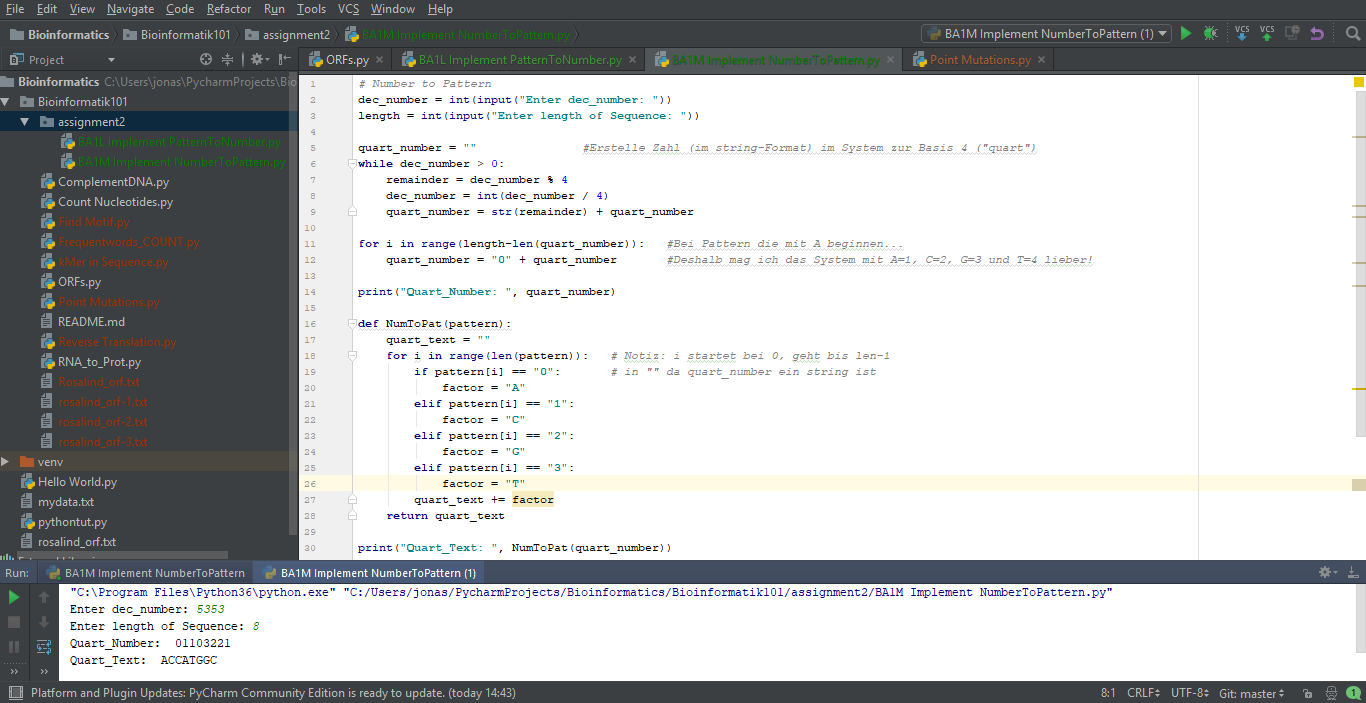 File Edit View Navigate Code Refactor Run Tools VCS Window Help
Bioinformatics Bioinformatik101 assignment2 BA1M Implement NumberToPattern.py BA1M Implement NumberToPattern (1) VCS VCS
Project ORFs.py BA1L Implement PatternToNumber.py BA1M Implement NumberToPattern.py Point Mutations.py
Bioinformatics C:\Users\jonas\PycharmProjects\Bio
Bioinformatik101
assignment2
BA1L Implement PatternToNumber.py
BA1M Implement NumberToPattern.py
ComplementDNA.py
Count Nucleotides.py
Find Motif.py
Frequentwords_COUNT.py
kMer in Sequence.py
ORFs.py
Point Mutations.py
README.md
Reverse Translation.py
RNA_to_Prot.py
Rosalind_orf.txt
rosalind_orf-1.txt
rosalind_orf-2.txt
rosalind_orf-3.txt
venv
Hello World.py
mydata.txt
pythontut.py
rosalind_orf.txt
1 # Number to Pattern
2 dec_number = int(input("Enter dec_number: "))
3 length = int(input("Enter length of Sequence: "))
4
5 quart_number = "" #Erstelle Zahl (im string-Format) im System zur Basis 4 ("quart")
6 while dec_number > 0:
7 remainder = dec_number % 4
8 dec_number = int(dec_number / 4)
9 quart_number = str(remainder) + quart_number
10
11 for i in range(length-len(quart_number)): #Bei Pattern die mit A beginnen...
12 quart_number = "0" + quart_number #Deshalb mag ich das System mit A=1, C=2, G=3 und T=4 lieber!
13
14 print("Quart_Number: ", quart_number)
15
16 def NumToPat(pattern):
17 quart_text = ""
18 for i in range(len(pattern)): # Notiz: i startet bei 0, geht bis len-1
19 if pattern[i] == "0": # in "" da quart_number ein string ist
20 factor = "A"
21 elif pattern[i] == "1":
22 factor = "C"
23 elif pattern[i] == "2":
24 factor = "G"
25 elif pattern[i] == "3":
26 factor = "T"
27 quart_text += factor
28 return quart_text
29
30 print("Quart_Text: ", NumToPat(quart_number))
Run: BA1M Implement NumberToPattern BA1M Implement NumberToPattern (1)
"C:\Program Files\Python36\python.exe" "C:/Users/jonas/PycharmProjects/Bioinformatics/Bioinformatik101/assignment2/BA1M Implement NumberToPattern.py"
Enter dec_number: 5353
Enter length of Sequence: 8
Quart_Number:  01103221
Quart_Text:  ACCATGGC
Platform and Plugin Updates: PyCharm Community Edition is ready to update. (today 14:43) 8:1 CRLF UTF-8 Git: master 1